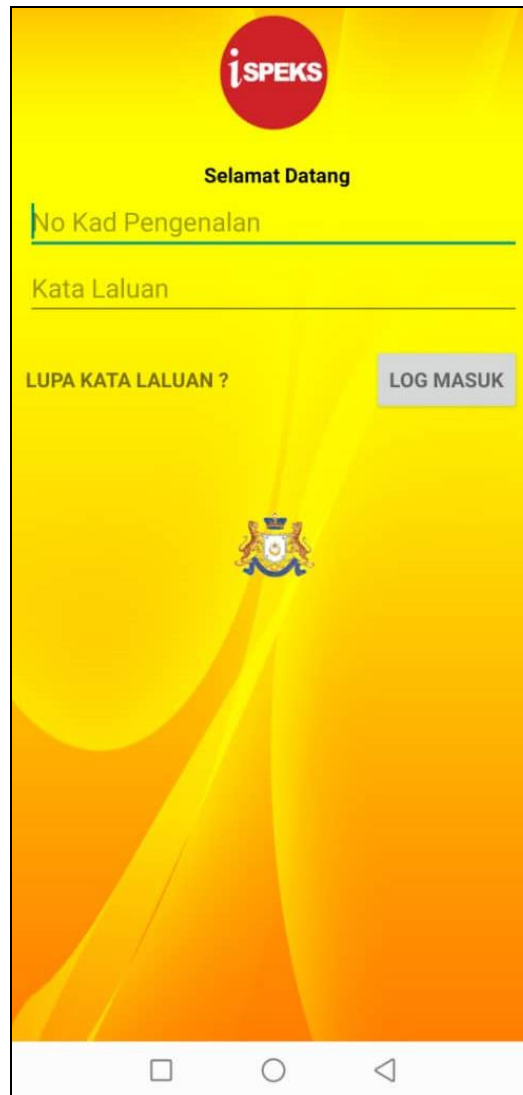 iSPEKS
Selamat Datang
No Kad Pengenalan
Kata Laluan
LUPA KATA LALUAN ?
LOG MASUK